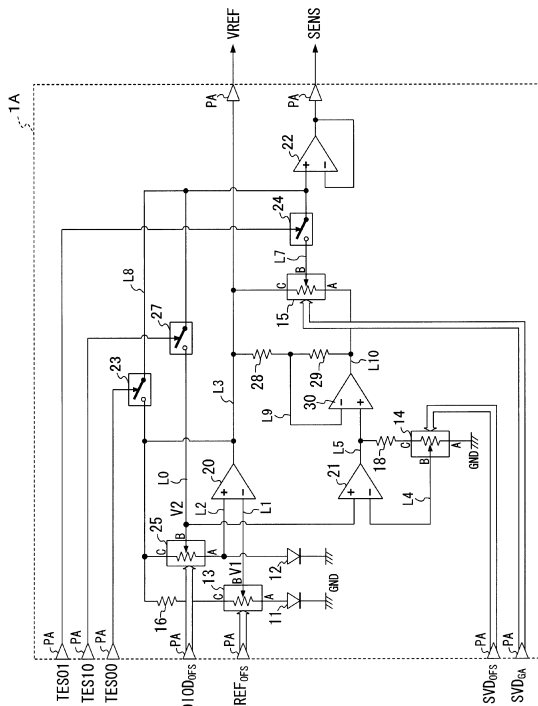 1A
VREF
SENS
PA
PA
22
+
−
24
L8
L7
B
C
A
15
27
23
28
29
L10
L3
L9
30
−
+
14
C
B
A
GND
18
L5
21
+
−
L4
L0
V2
20
+
−
L2
L1
25
C
B
A
13
V1
B
C
A
16
12
11
GND
PA
PA
PA
PA
PA
PA
PA
TES01
TES10
TES00
DIODOFS
REFOFS
SVDOFS
SVDGA